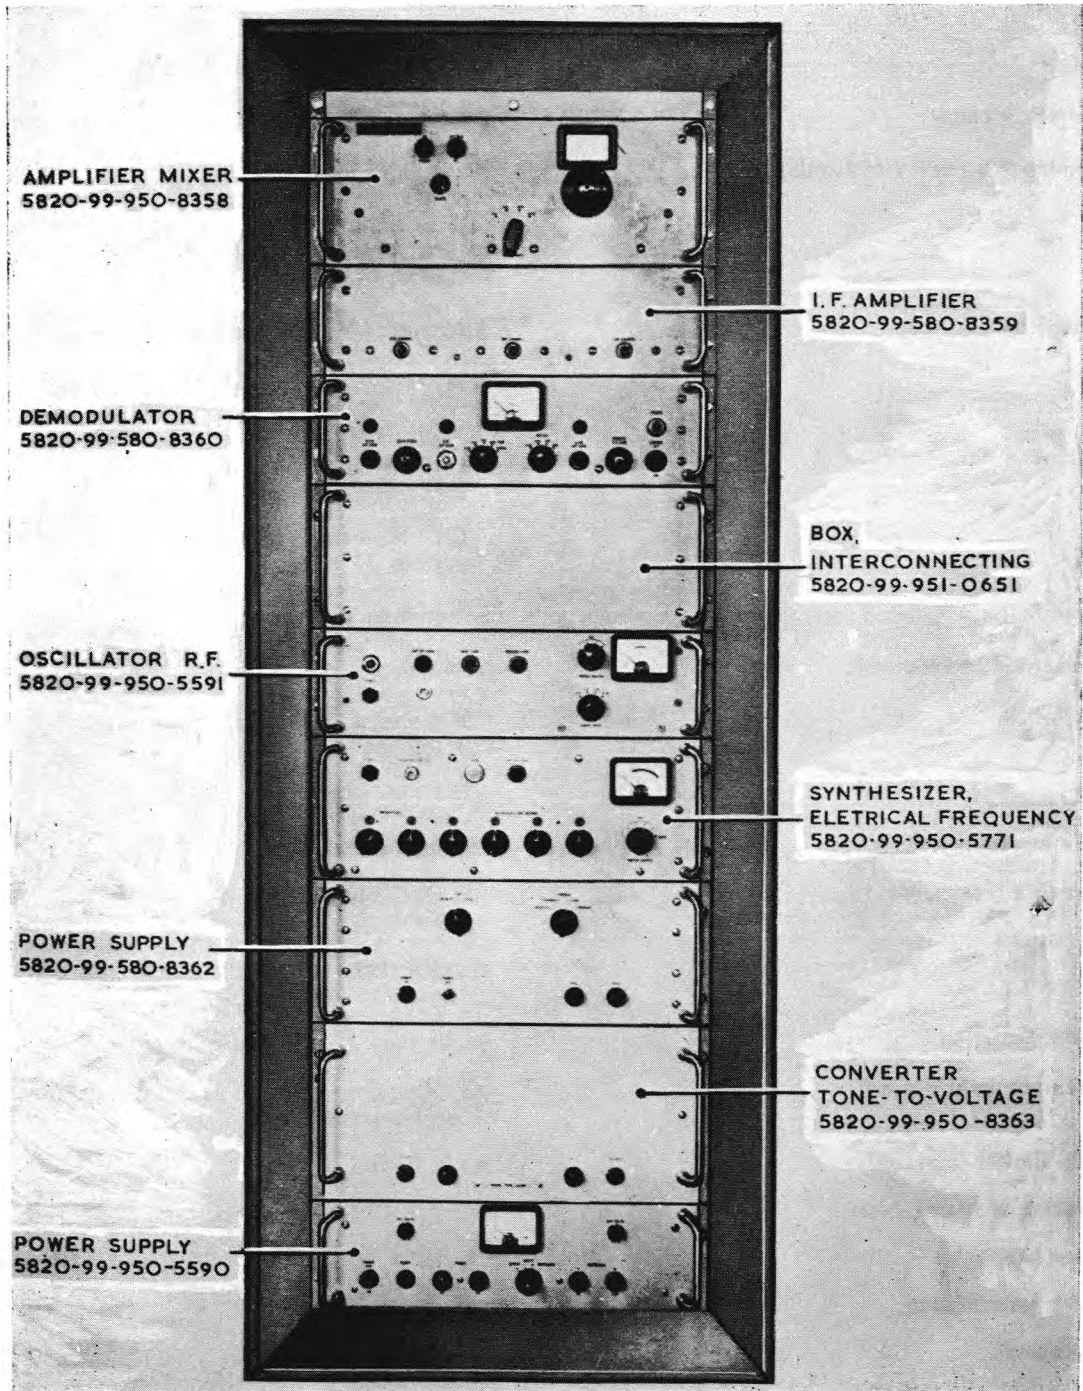 AMPLIFIER MIXER
5820-99-950-8358
I. F. AMPLIFIER
5820-99-580-8359
DEMODULATOR
5820-99-580-8360
BOX,
INTERCONNECTING
5820-99-951-0651
OSCILLATOR R.F.
5820-99-950-5591
SYNTHESIZER,
ELETRICAL FREQUENCY
5820-99-950-5771
POWER SUPPLY
5820-99-580-8362
CONVERTER
TONE-TO-VOLTAGE
5820-99-950-8363
POWER SUPPLY
5820-99-950-5590